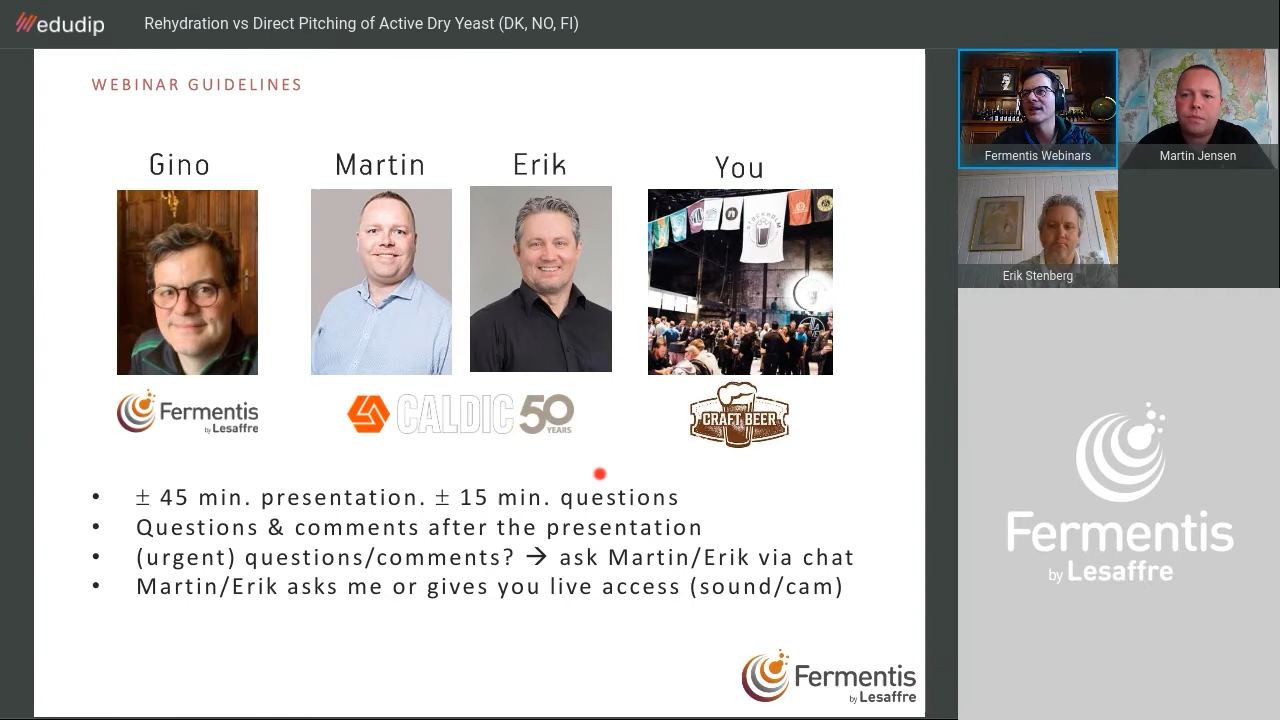 edudip
Rehydration vs Direct Pitching of Active Dry Yeast (DK, NO, FI)
WEBINAR GUIDELINES
Gino
Martin
Erik
You
STOCKHOLM
Fermentis
by Lesaffre
CALDIC 50
YEARS
CRAFT BEER
• ± 45 min. presentation. ± 15 min. questions
• Questions & comments after the presentation
• (urgent) questions/comments? → ask Martin/Erik via chat
• Martin/Erik asks me or gives you live access (sound/cam)
Fermentis
by Lesaffre
Fermentis Webinars
Martin Jensen
Erik Stenberg
Fermentis
by Lesaffre